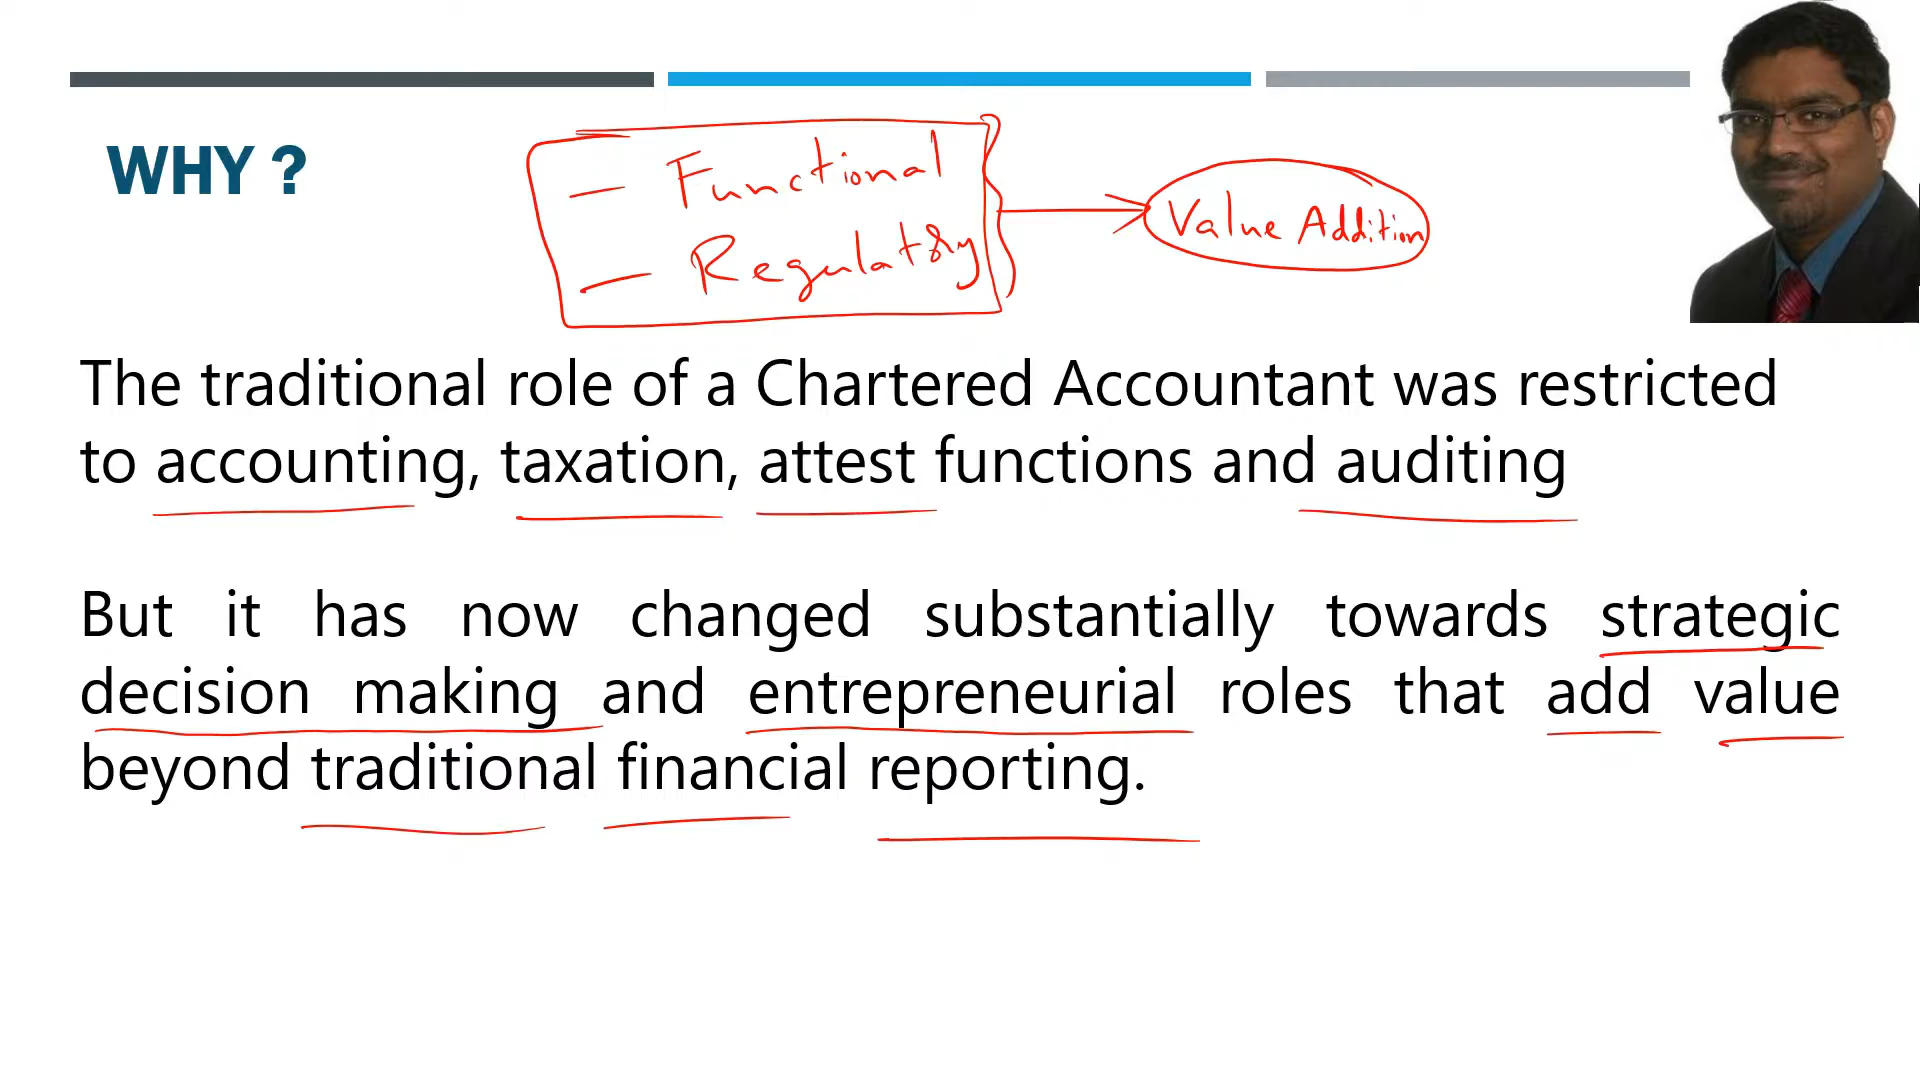 WHY ?
— Functional
— Regulatory
Value Addition
The traditional role of a Chartered Accountant was restricted
to accounting, taxation, attest functions and auditing
But it has now changed substantially towards strategic
decision making and entrepreneurial roles that add value
beyond traditional financial reporting.